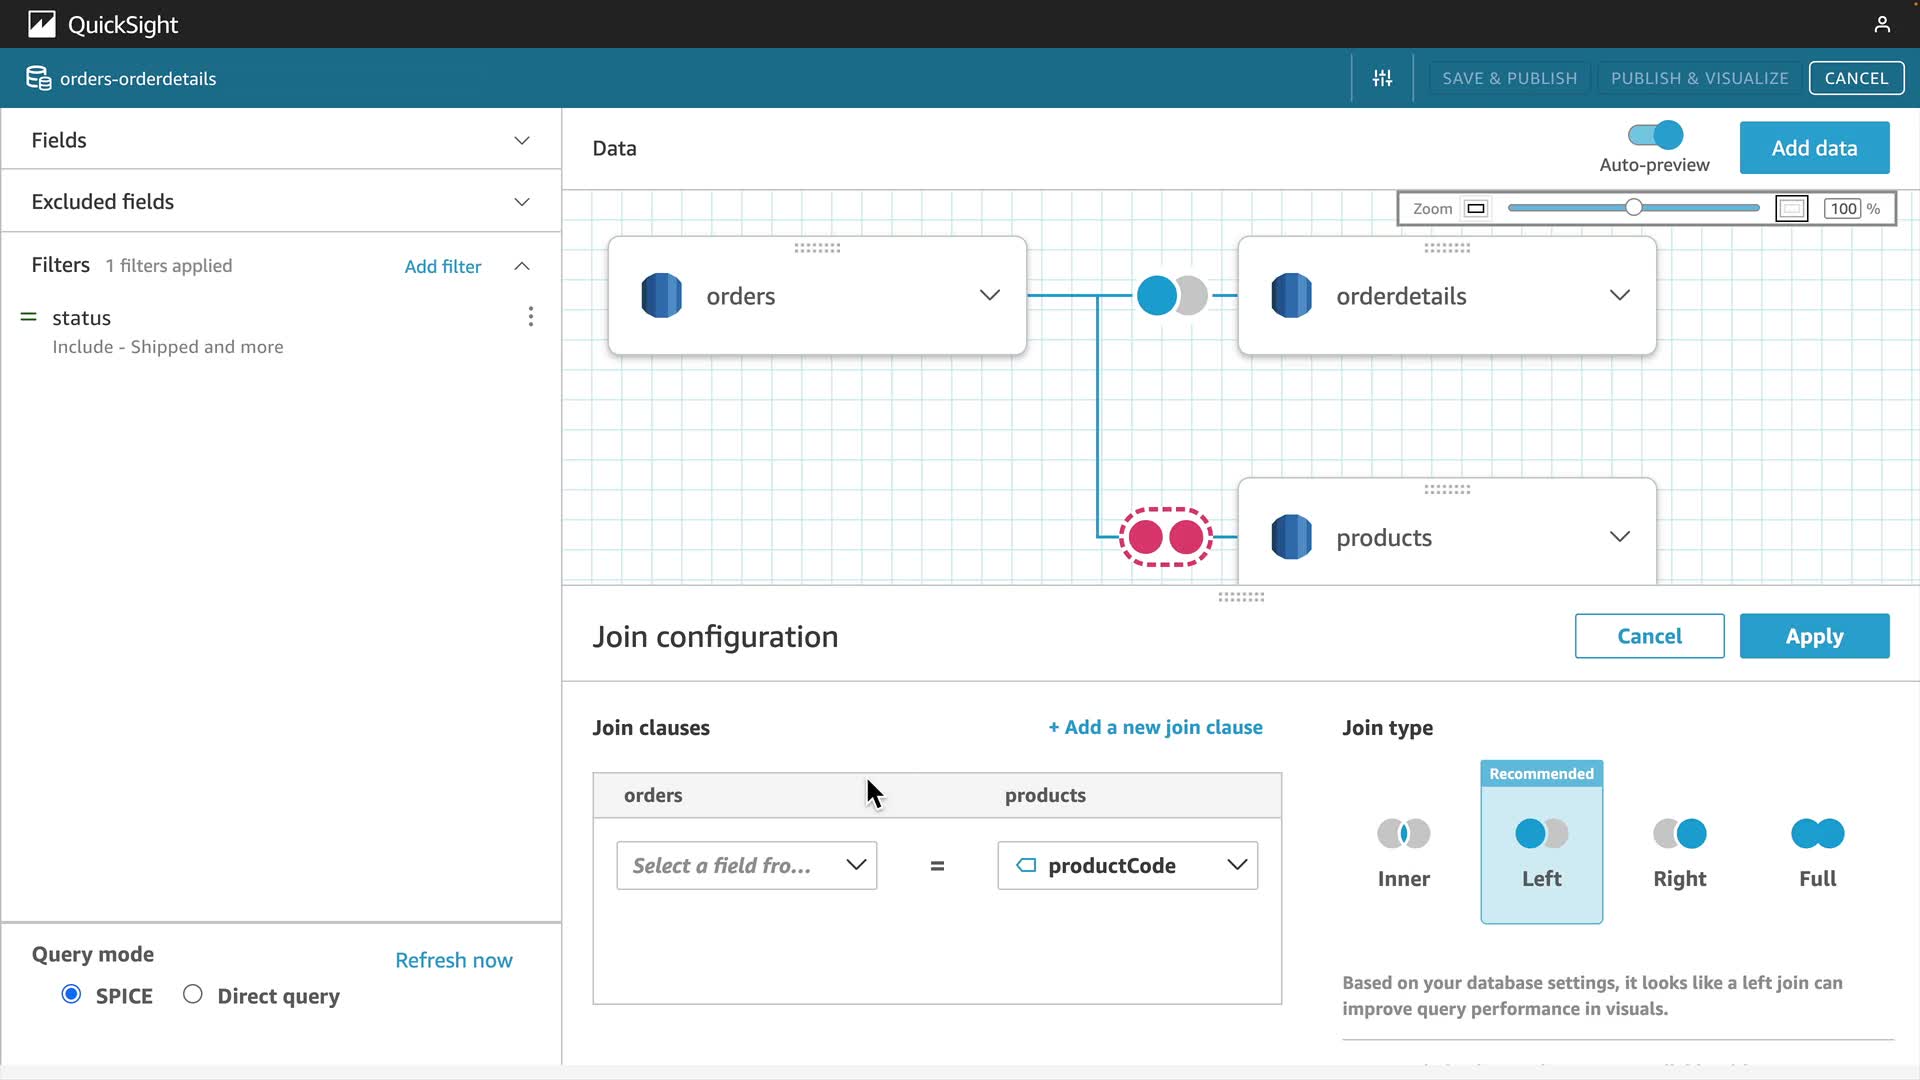 QuickSight
orders-orderdetails
SAVE & PUBLISH
PUBLISH & VISUALIZE
CANCEL
Fields
Excluded fields
Filters
1 filters applied
Add filter
status
Include - Shipped and more
Query mode
Refresh now
SPICE
Direct query
Data
Auto-preview
Add data
Zoom
100 %
orders
orderdetails
products
Join configuration
Cancel
Apply
Join clauses
+ Add a new join clause
orders
products
Select a field fro...
=
productCode
Join type
Recommended
Inner
Left
Right
Full
Based on your database settings, it looks like a left join can
improve query performance in visuals.